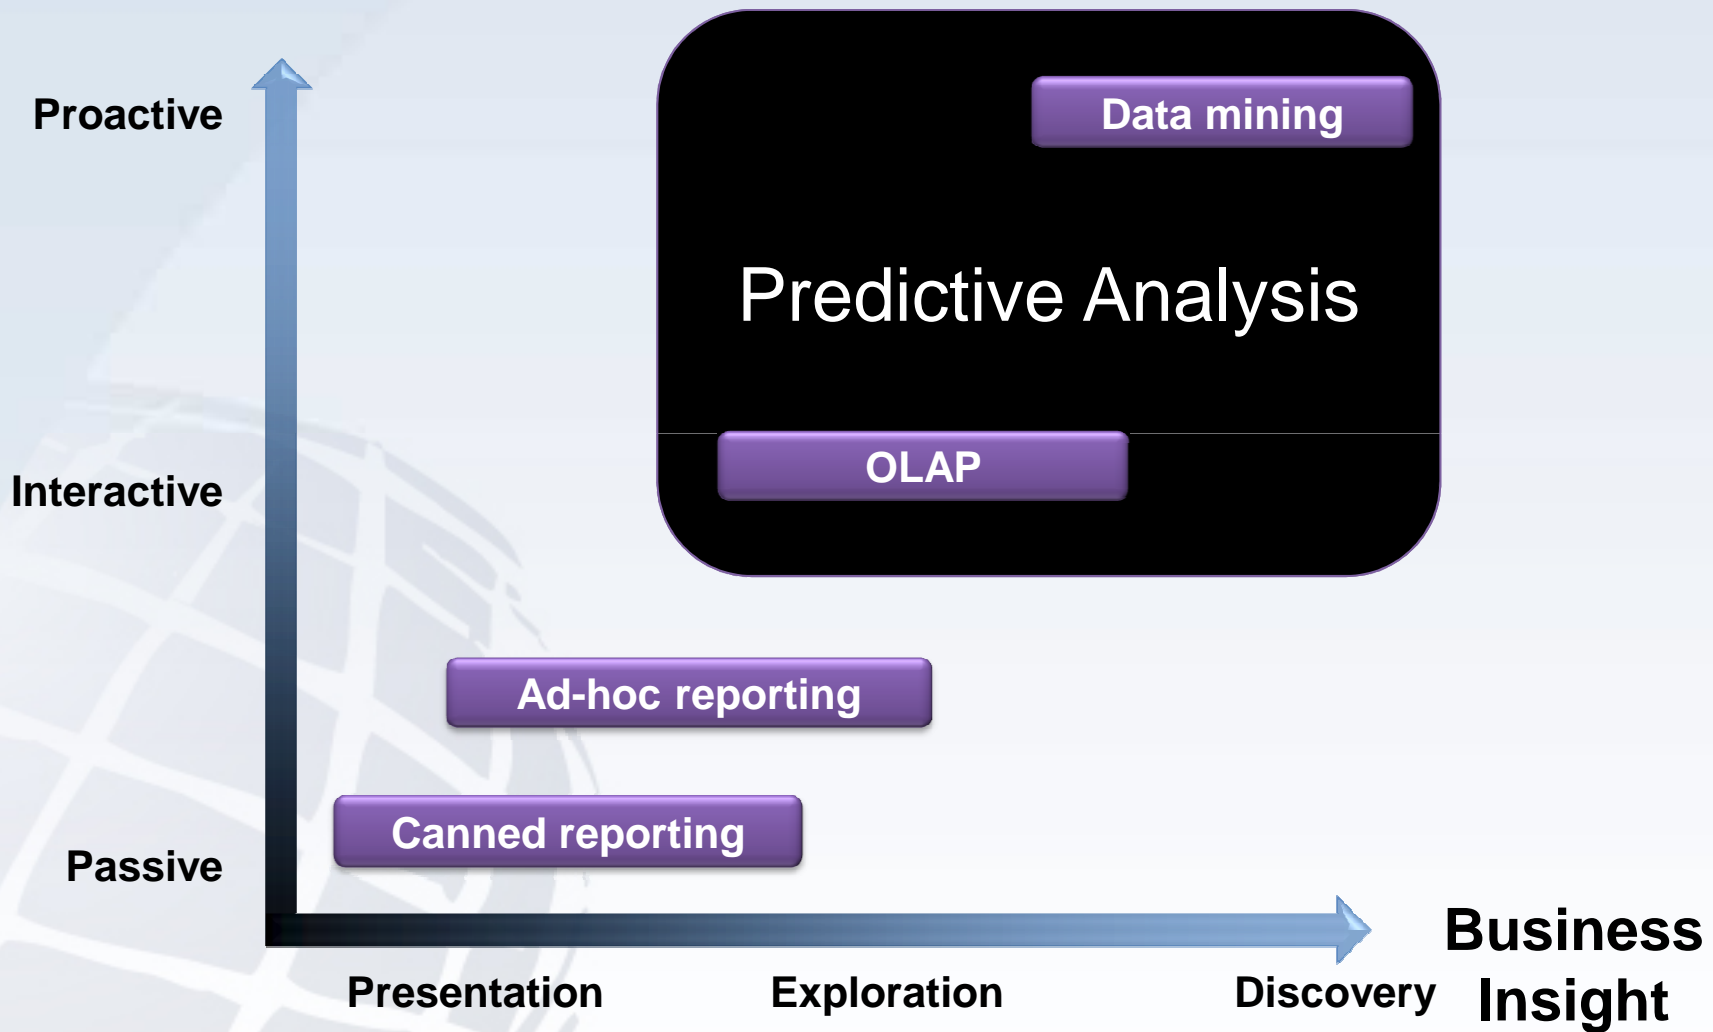 Proactive
Data mining
Predictive Analysis
OLAP
Interactive
Ad-hoc reporting
Canned reporting
Passive
Business
Insight
Presentation
Exploration
Discovery